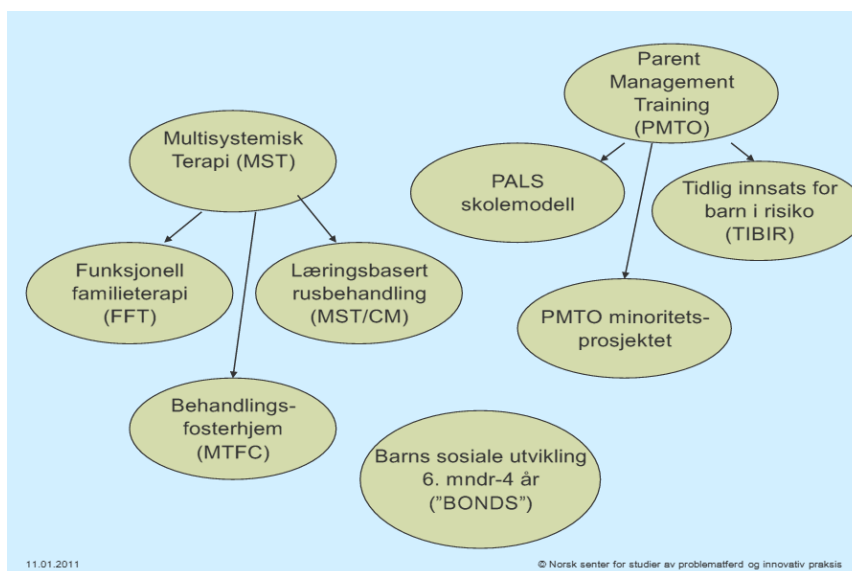 Multisystemisk
Terapi (MST)
Funksjonell
familieterapi
(FFT)
Læringsbasert
rusbehandling
(MST/CM)
Behandlings-
fosterhjem
(MTFC)
Parent
Management
Training
(PMTO)
PALS
skolemodell
Tidlig innsats for
barn i risiko
(TIBIR)
PMTO minoritets-
prosjektet
Barns sosiale utvikling
6. mndr-4 år
("BONDS")
11.01.2011
© Norsk senter for studier av problematferd og innovativ praksis